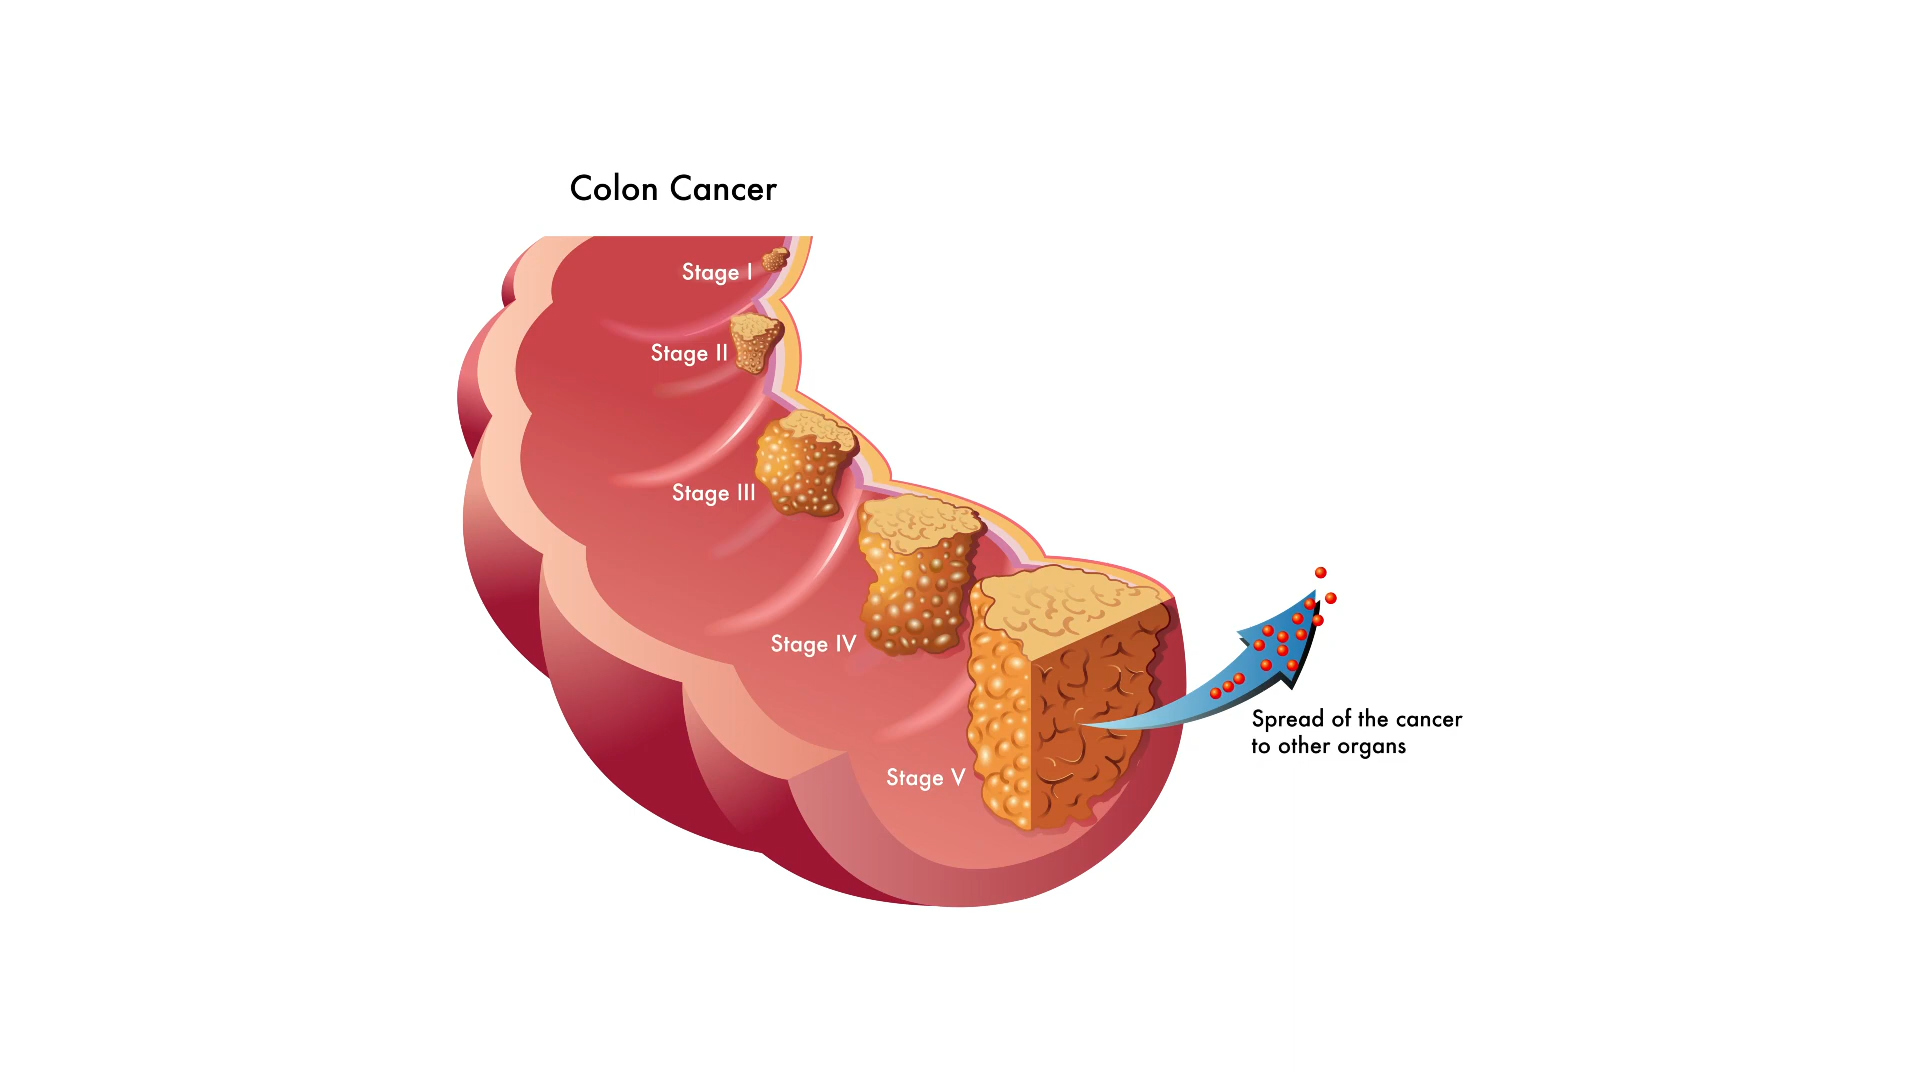 Colon Cancer
Stage I
Stage II
Stage III
Stage IV
Stage V
Spread of the cancer
to other organs